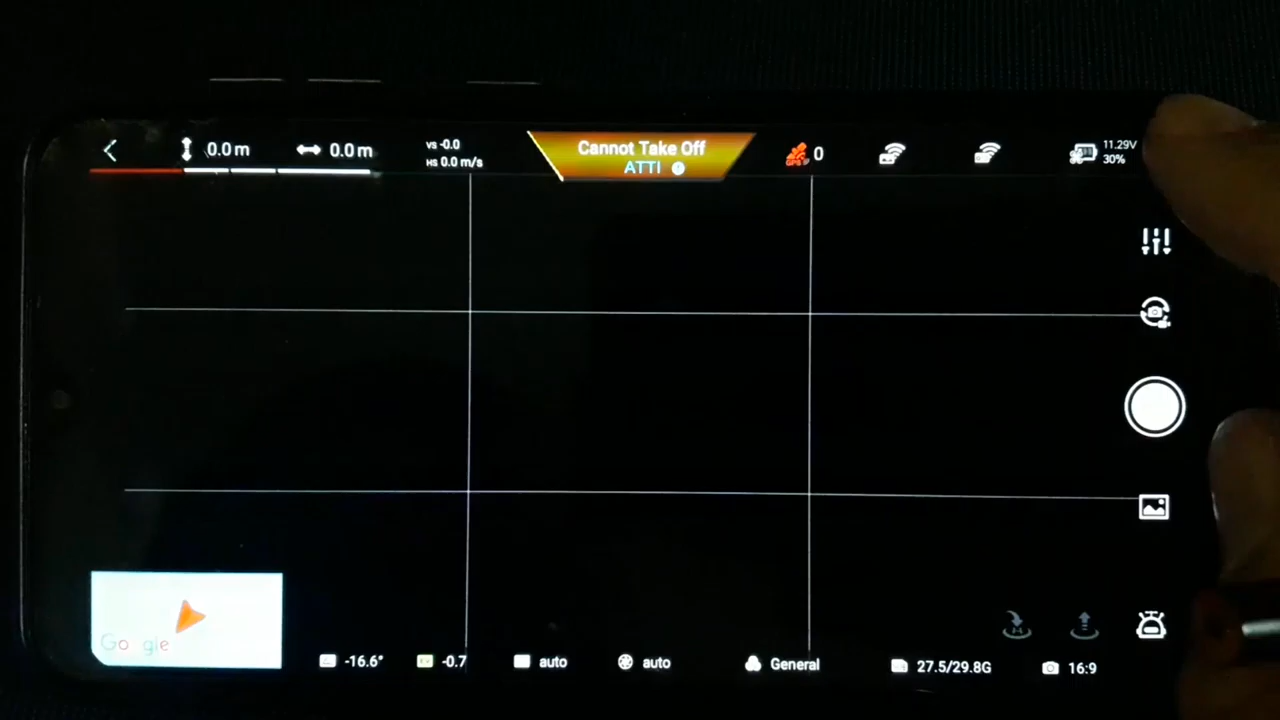 0.0m
0.0m
VS -0.0
HS 0.0 m/s
Cannot Take Off
ATTI
GPS
0
11.29V
30%
Google
-16.6°
-0.7
auto
auto
General
27.5/29.8G
16:9